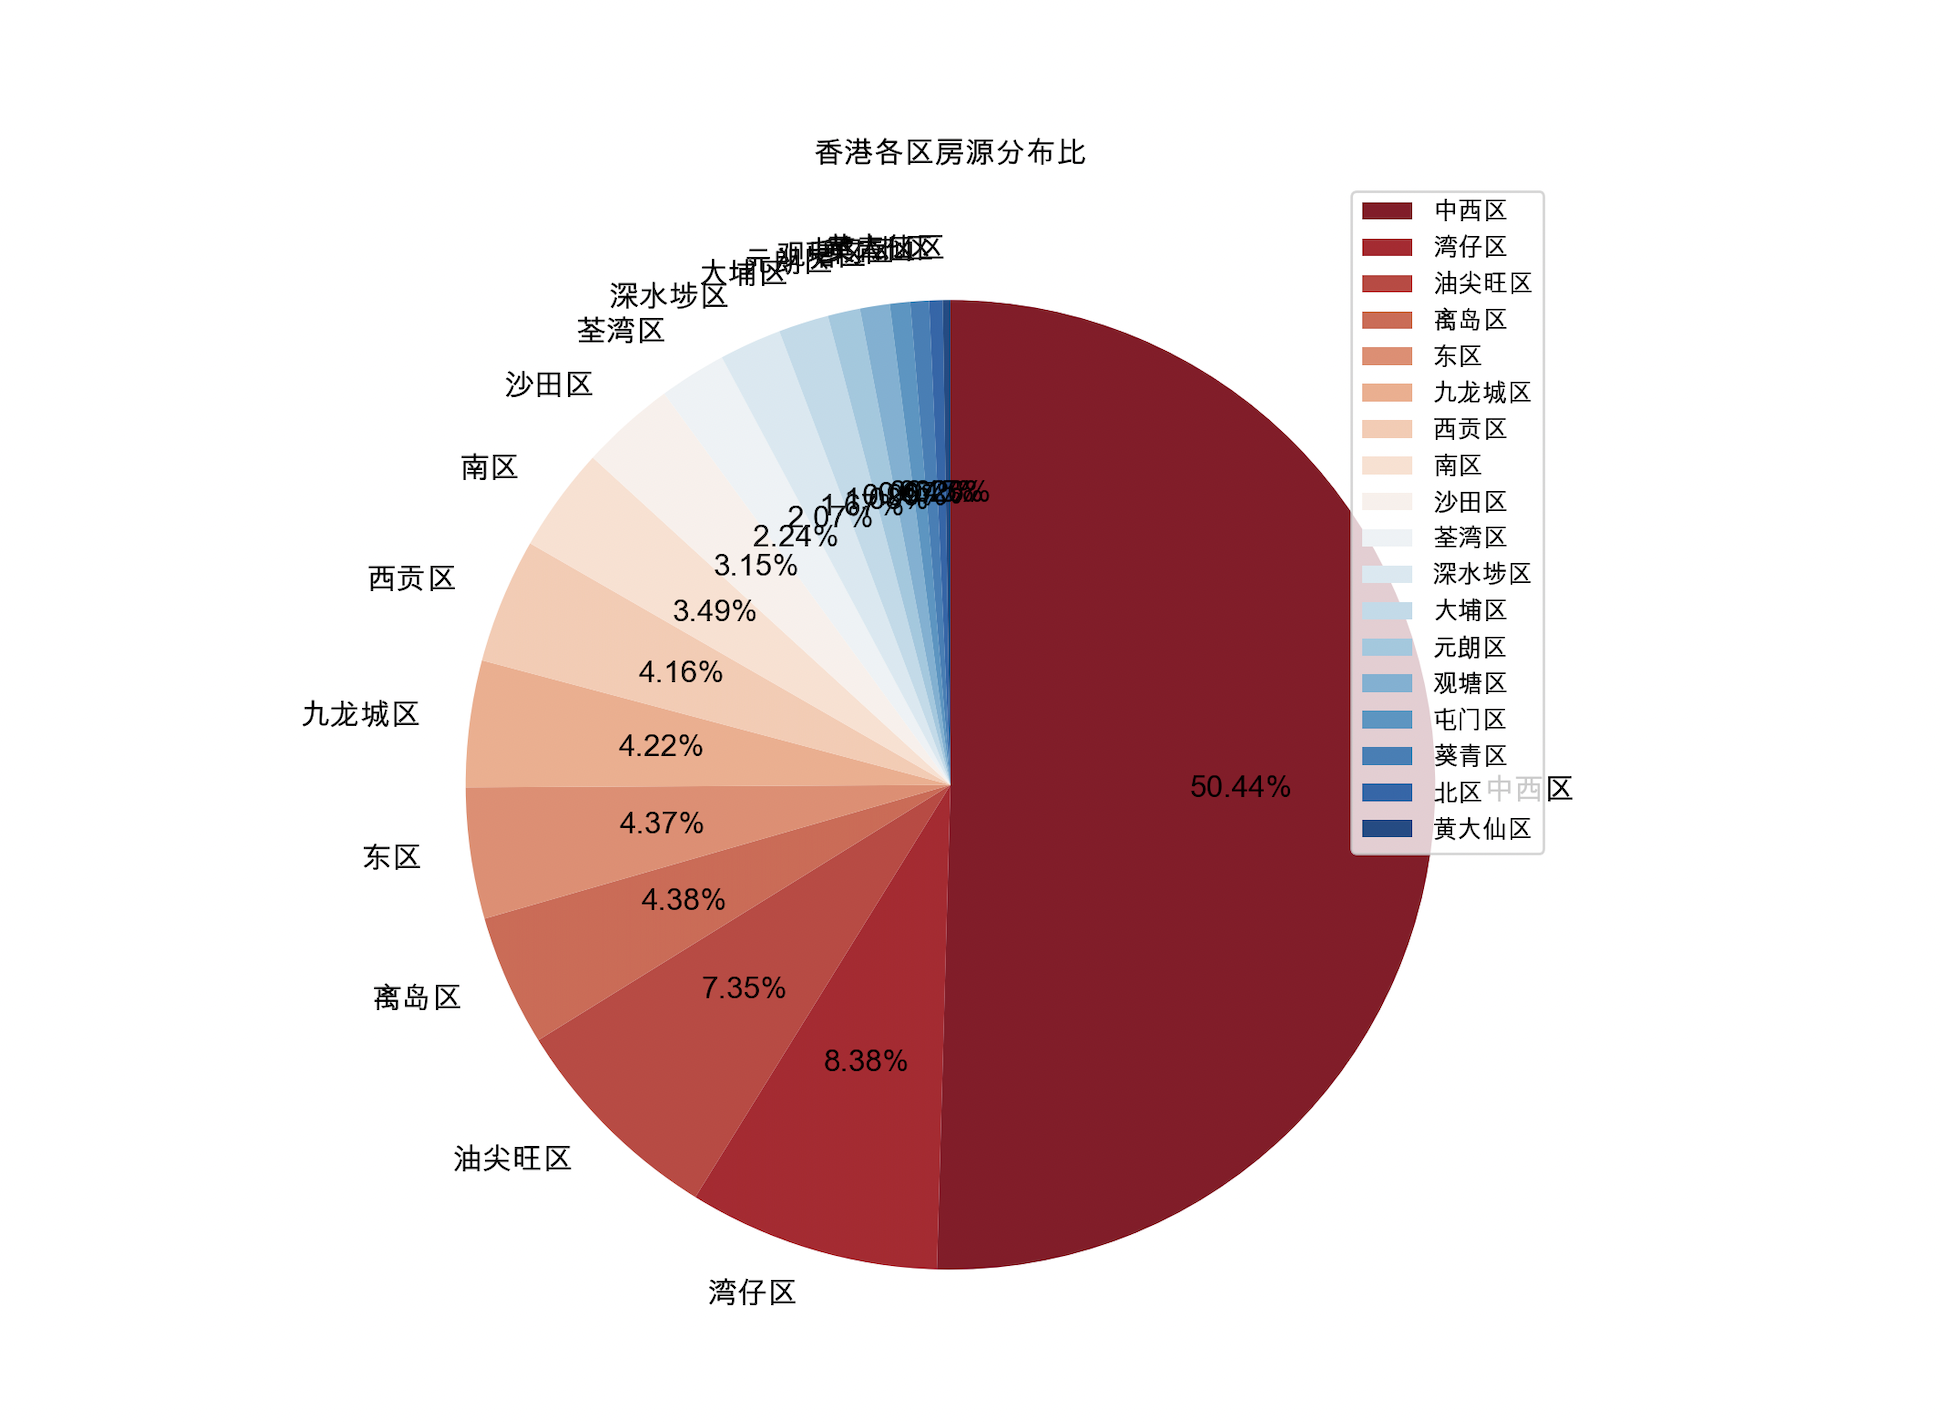 香港各区房源分布比
中西区
湾仔区
油尖旺区
离岛区
东区
九龙城区
西贡区
南区
沙田区
荃湾区
深水埗区
大埔区
元朗区
观塘区
屯门区
葵青区
北区
黄大仙区
大埔区
深水埗区
荃湾区
沙田区
南区
西贡区
九龙城区
东区
离岛区
油尖旺区
湾仔区
中西区
2.07%
2.24%
3.15%
3.49%
4.16%
4.22%
4.37%
4.38%
7.35%
8.38%
50.44%